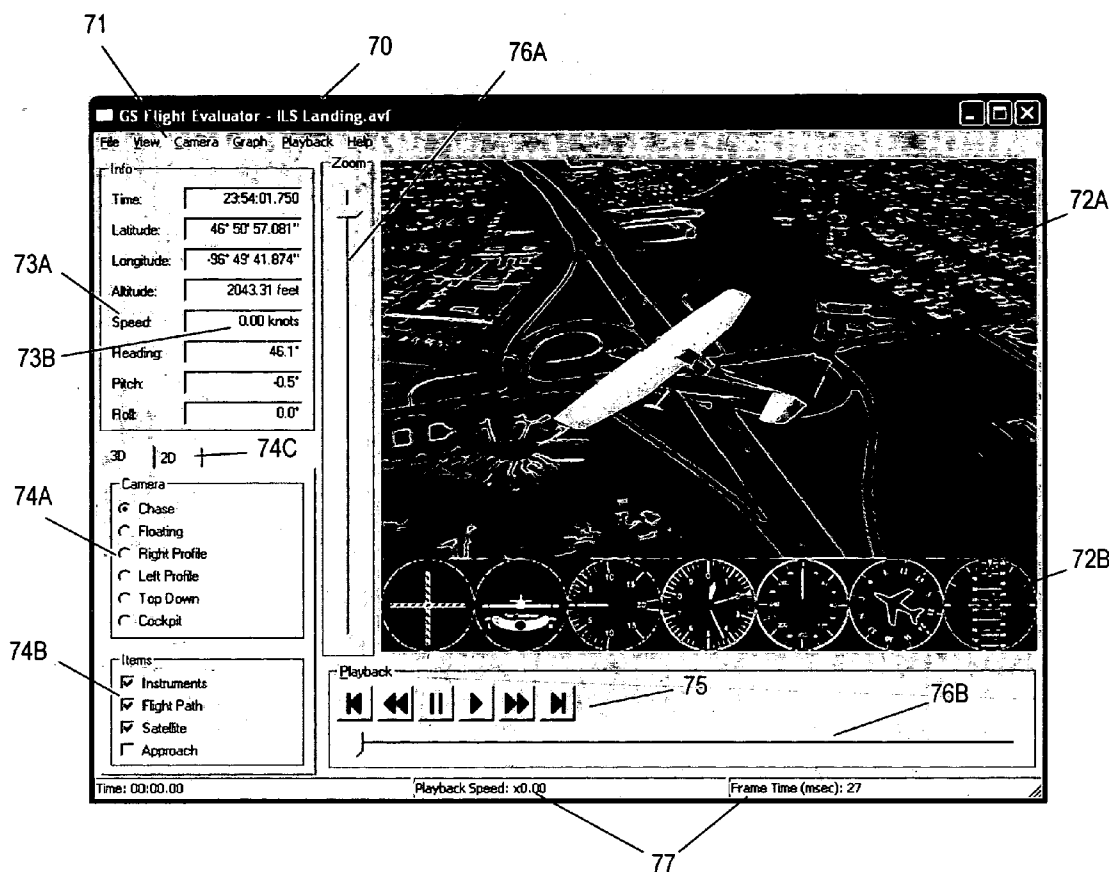 71
70
76A
GS Flight Evaluator - ILS Landing.avf
File View Camera Graph Playback Help
Info
Time: 23:54:01.750
Latitude: 46° 50' 57.081"
Longitude: -96° 49' 41.874"
Altitude: 2043.31 feet
Speed: 0.00 knots
Heading: 46.1°
Pitch: -0.5°
Roll: 0.0°
Zoom
72A
73A
73B
3D 2D
74C
74A
Camera
Chase
Floating
Right Profile
Left Profile
Top Down
Cockpit
72B
74B
Items
Instruments
Flight Path
Satellite
Approach
Playback
75
76B
Time: 00:00.00 Playback Speed: x0.00 Frame Time (msec): 27
77